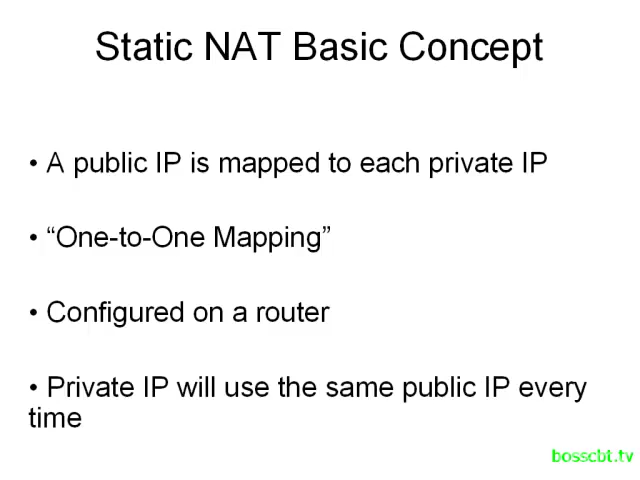 Static NAT Basic Concept
• A public IP is mapped to each private IP
• “One-to-One Mapping”
• Configured on a router
• Private IP will use the same public IP every
time
bosscbt.tv